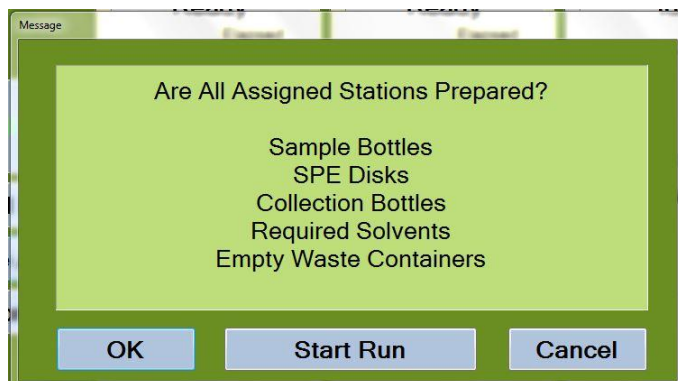 Message
Are All Assigned Stations Prepared?
Sample Bottles
SPE Disks
Collection Bottles
Required Solvents
Empty Waste Containers
OK
Start Run
Cancel